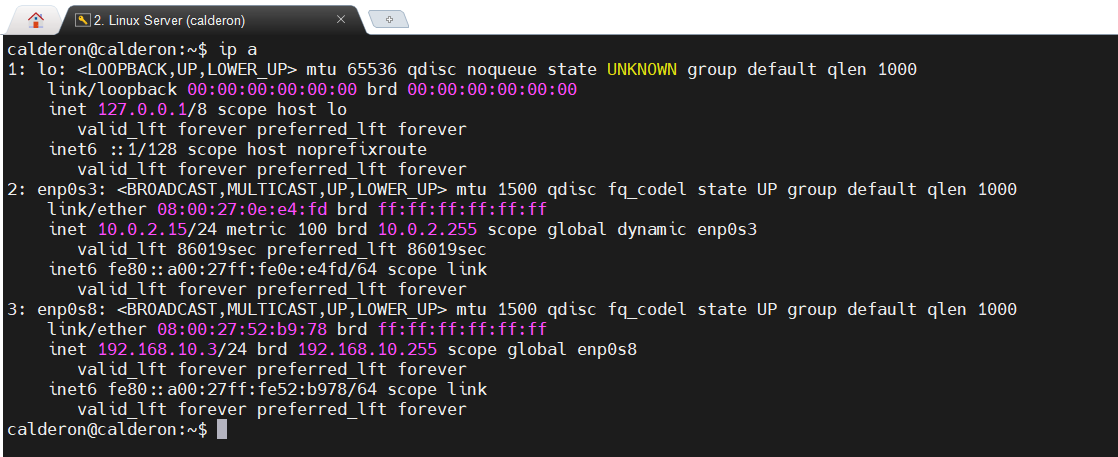 2. Linux Server (calderon)
calderon@calderon:~$ ip a
1: lo: <LOOPBACK,UP,LOWER_UP> mtu 65536 qdisc noqueue state UNKNOWN group default qlen 1000
    link/loopback 00:00:00:00:00:00 brd 00:00:00:00:00:00
    inet 127.0.0.1/8 scope host lo
       valid_lft forever preferred_lft forever
    inet6 ::1/128 scope host noprefixroute
       valid_lft forever preferred_lft forever
2: enp0s3: <BROADCAST,MULTICAST,UP,LOWER_UP> mtu 1500 qdisc fq_codel state UP group default qlen 1000
    link/ether 08:00:27:0e:e4:fd brd ff:ff:ff:ff:ff:ff
    inet 10.0.2.15/24 metric 100 brd 10.0.2.255 scope global dynamic enp0s3
       valid_lft 86019sec preferred_lft 86019sec
    inet6 fe80::a00:27ff:fe0e:e4fd/64 scope link
       valid_lft forever preferred_lft forever
3: enp0s8: <BROADCAST,MULTICAST,UP,LOWER_UP> mtu 1500 qdisc fq_codel state UP group default qlen 1000
    link/ether 08:00:27:52:b9:78 brd ff:ff:ff:ff:ff:ff
    inet 192.168.10.3/24 brd 192.168.10.255 scope global enp0s8
       valid_lft forever preferred_lft forever
    inet6 fe80::a00:27ff:fe52:b978/64 scope link
       valid_lft forever preferred_lft forever
calderon@calderon:~$